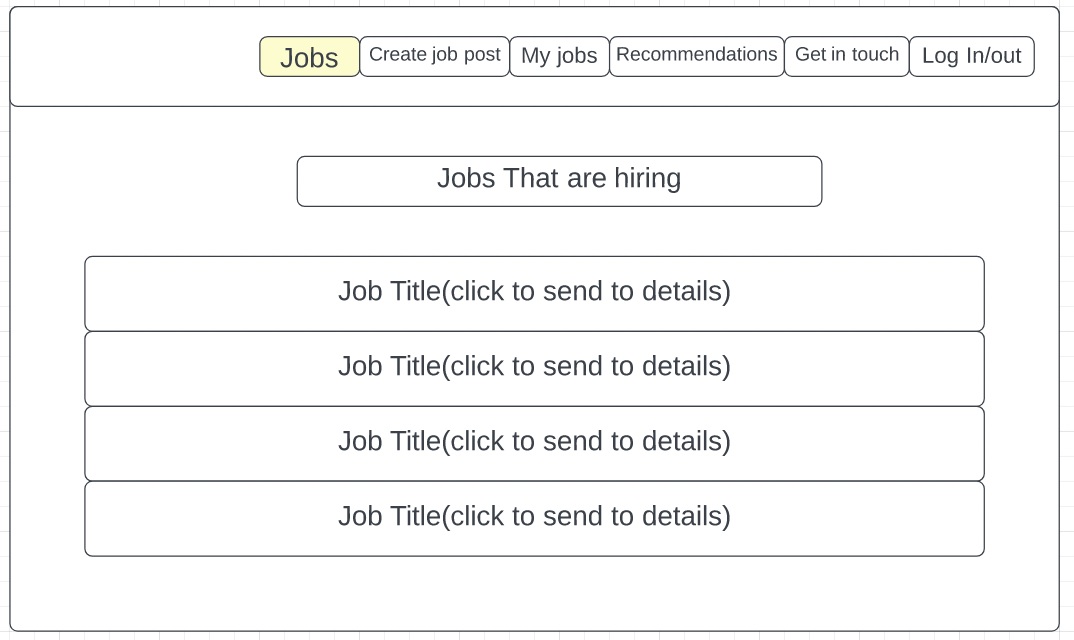 Jobs Create job post My jobs Recommendations Get in touch Log In/out
Jobs That are hiring
Job Title(click to send to details)
Job Title(click to send to details)
Job Title(click to send to details)
Job Title(click to send to details)